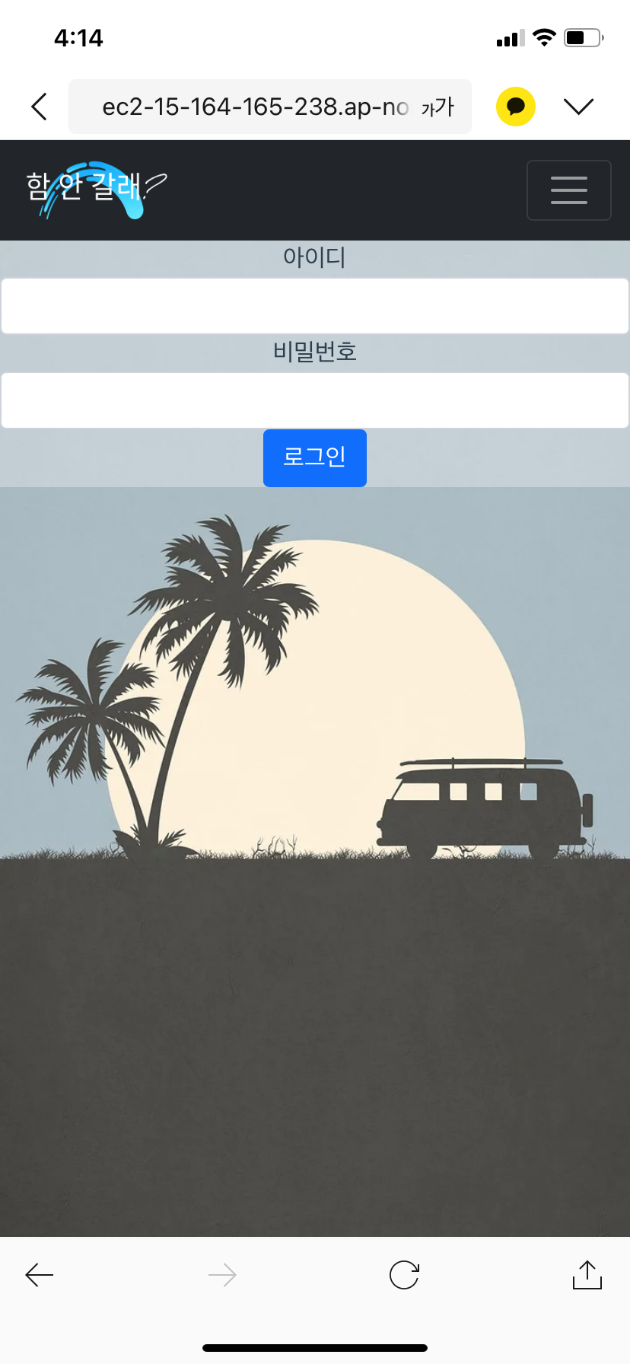 4:14
ec2-15-164-165-238.ap-no 가가
함 안 갈래?
아이디
비밀번호
로그인